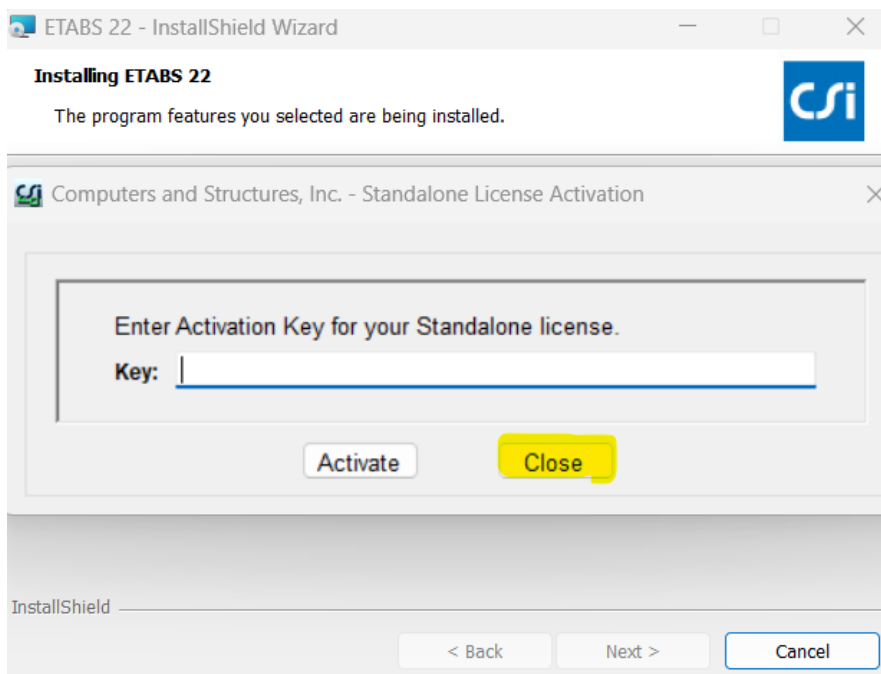 ETABS 22 - InstallShield Wizard
Installing ETABS 22
The program features you selected are being installed.
CSi
CSi Computers and Structures, Inc. - Standalone License Activation
Enter Activation Key for your Standalone license.
Key:
Activate Close
InstallShield
< Back Next > Cancel